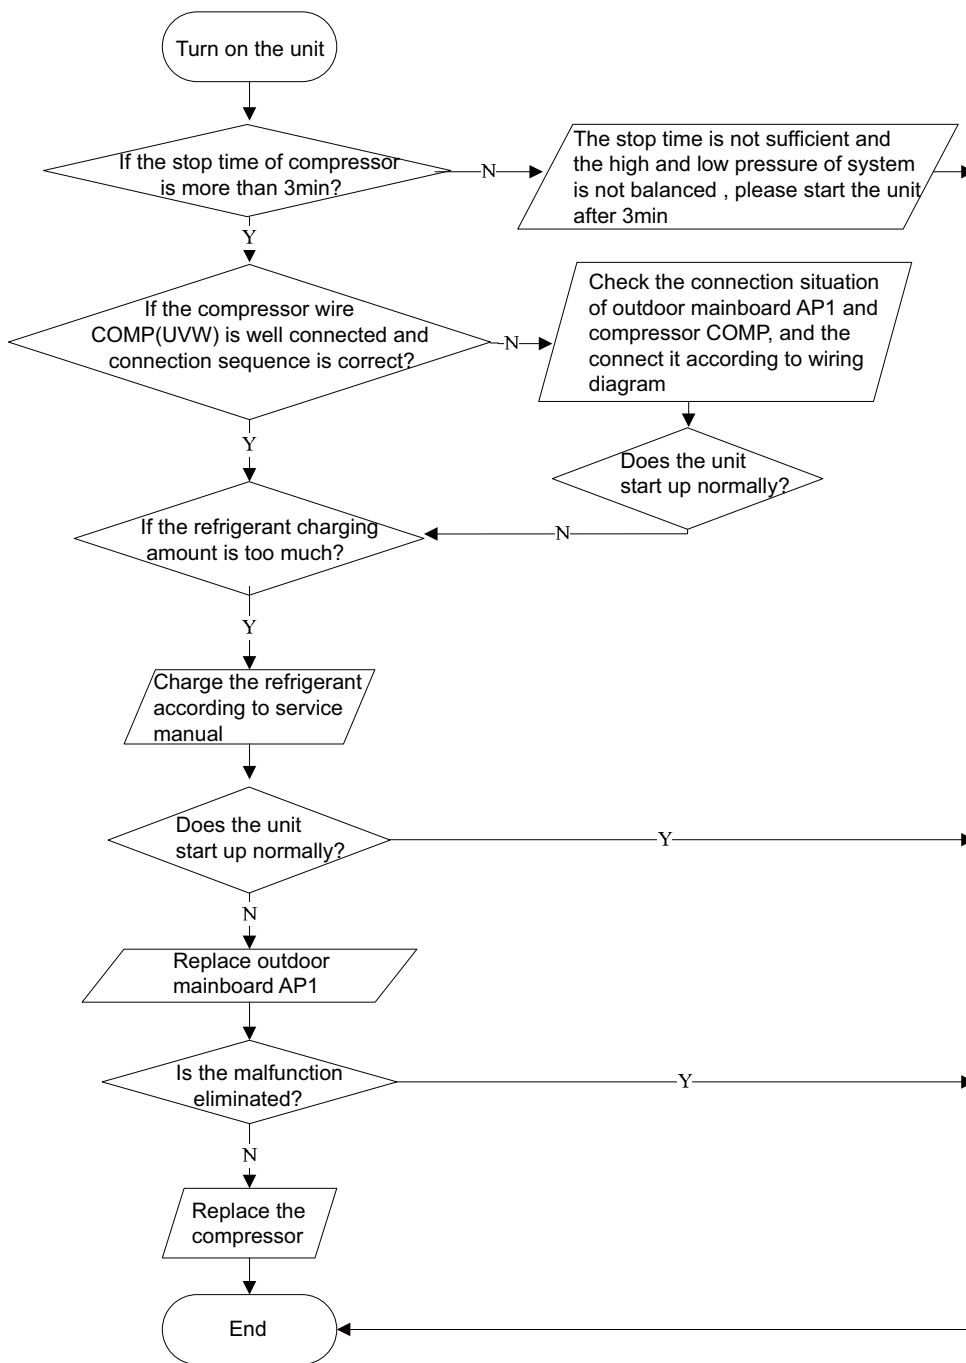 Turn on the unit
If the stop time of compressor
is more than 3min?
N
The stop time is not sufficient and
the high and low pressure of system
is not balanced , please start the unit
after 3min
Y
If the compressor wire
COMP(UVW) is well connected and
connection sequence is correct?
N
Check the connection situation
of outdoor mainboard AP1 and
compressor COMP, and the
connect it according to wiring
diagram
Y
Does the unit
start up normally?
If the refrigerant charging
amount is too much?
N
Y
Charge the refrigerant
according to service
manual
Does the unit
start up normally?
Y
N
Replace outdoor
mainboard AP1
Is the malfunction
eliminated?
Y
N
Replace the
compressor
End